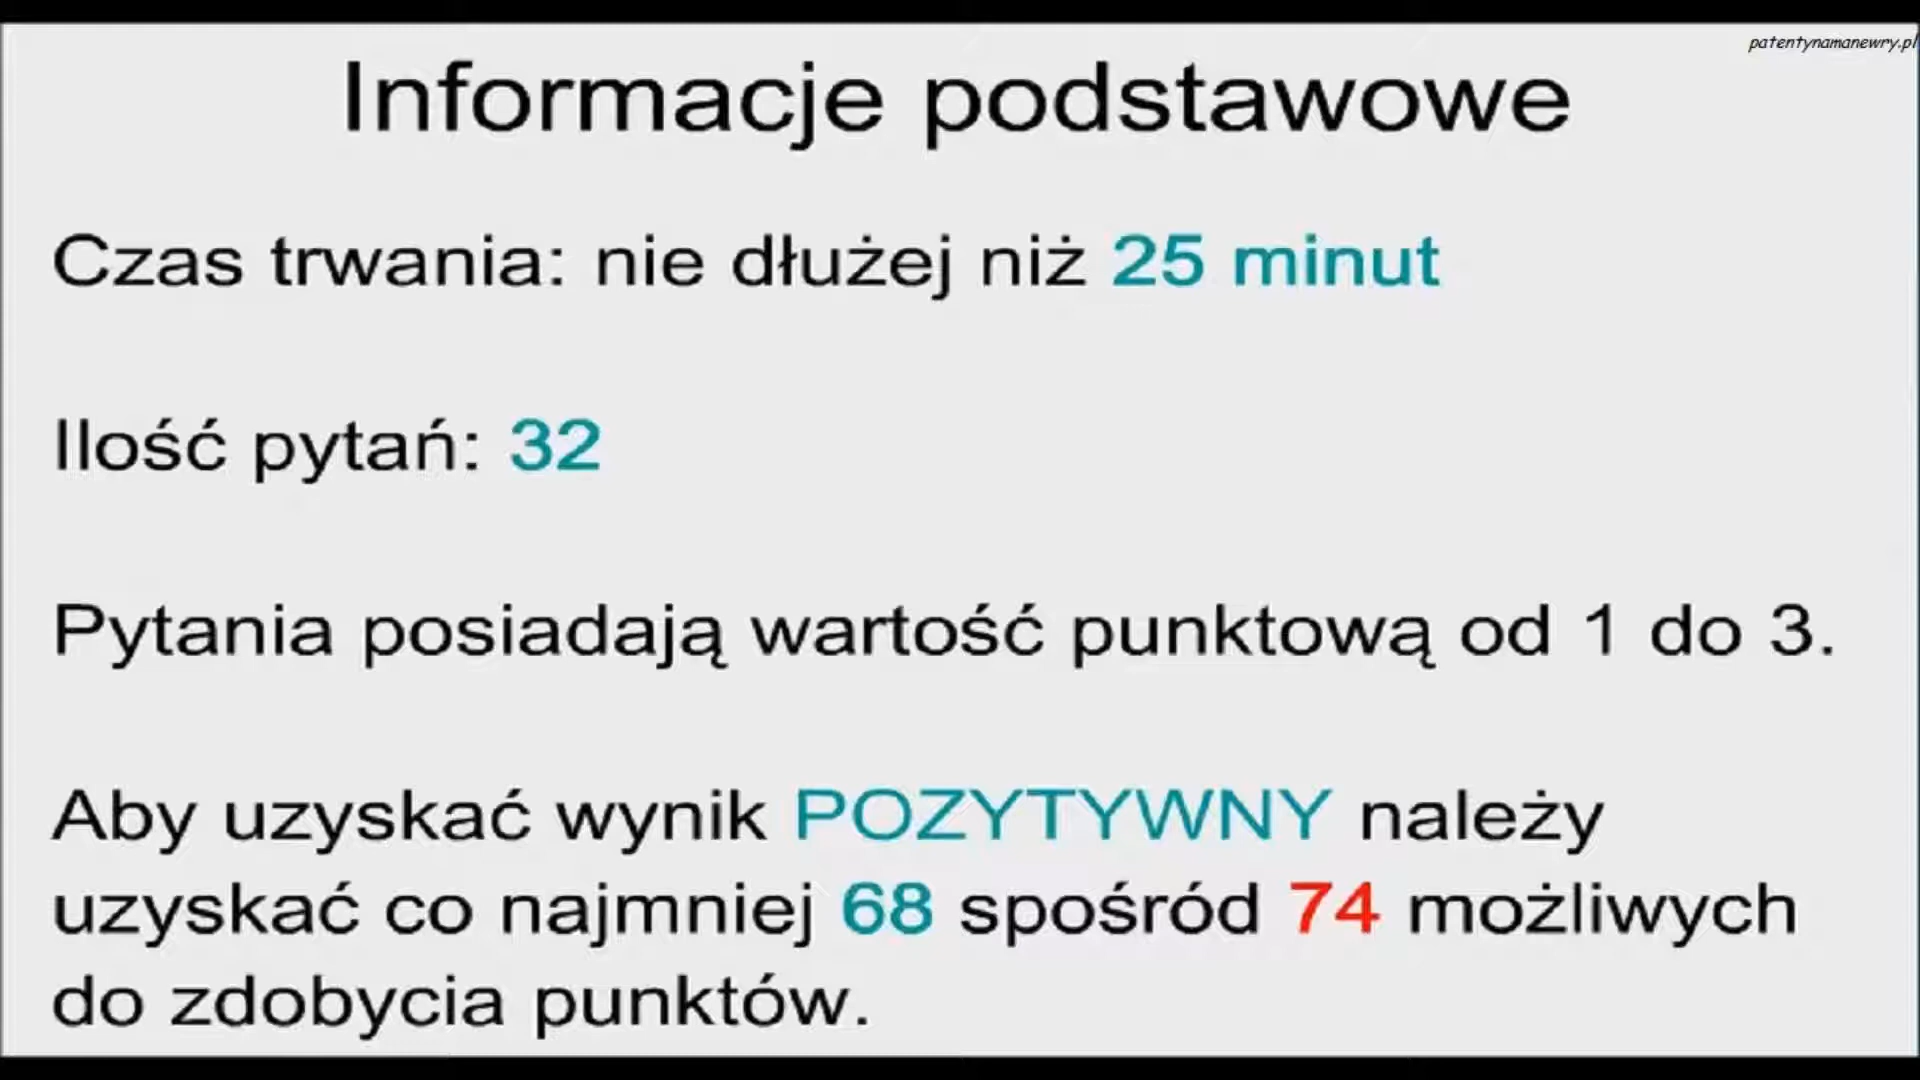 patentynamanewry.pl
Informacje podstawowe
Czas trwania: nie dłużej niż 25 minut
Ilość pytań: 32
Pytania posiadają wartość punktową od 1 do 3.
Aby uzyskać wynik POZYTYWNY należy
uzyskać co najmniej 68 spośród 74 możliwych
do zdobycia punktów.